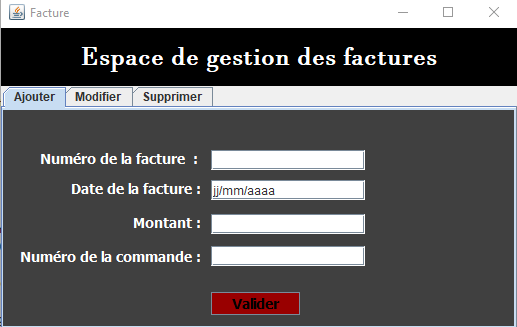 Facture
Espace de gestion des factures
Ajouter Modifier Supprimer
Numéro de la facture :
Date de la facture : jj/mm/aaaa
Montant :
Numéro de la commande :
Valider